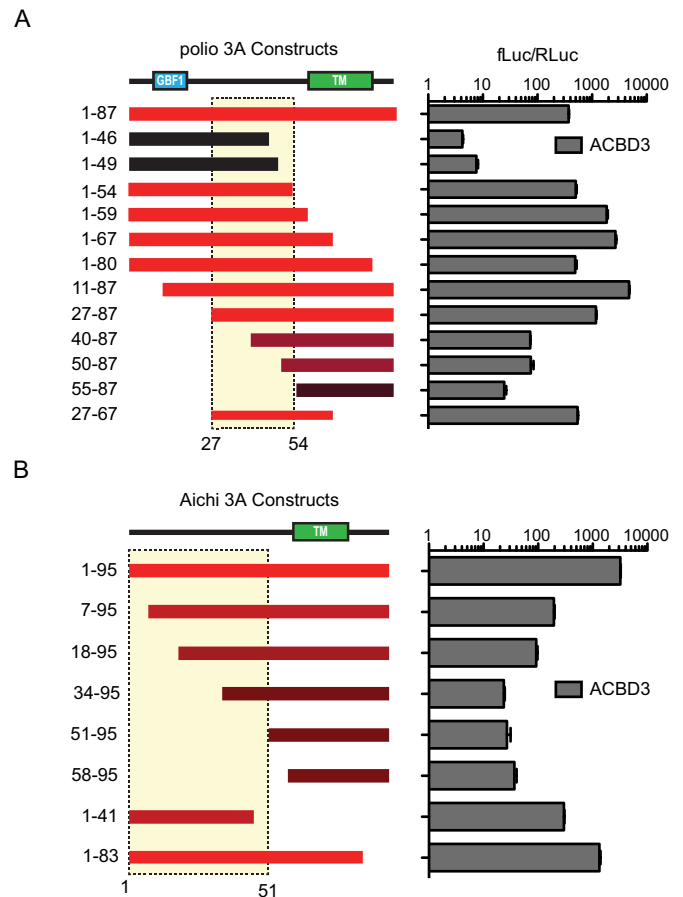 A
polio 3A Constructs
fLuc/RLuc
GBF1
TM
1 10 100 1000 10000
1-87
1-46
1-49
1-54
1-59
1-67
1-80
11-87
27-87
40-87
50-87
55-87
27-67
ACBD3
27 54
B
Aichi 3A Constructs
TM
1 10 100 1000 10000
1-95
7-95
18-95
34-95
51-95
58-95
1-41
1-83
ACBD3
1 51